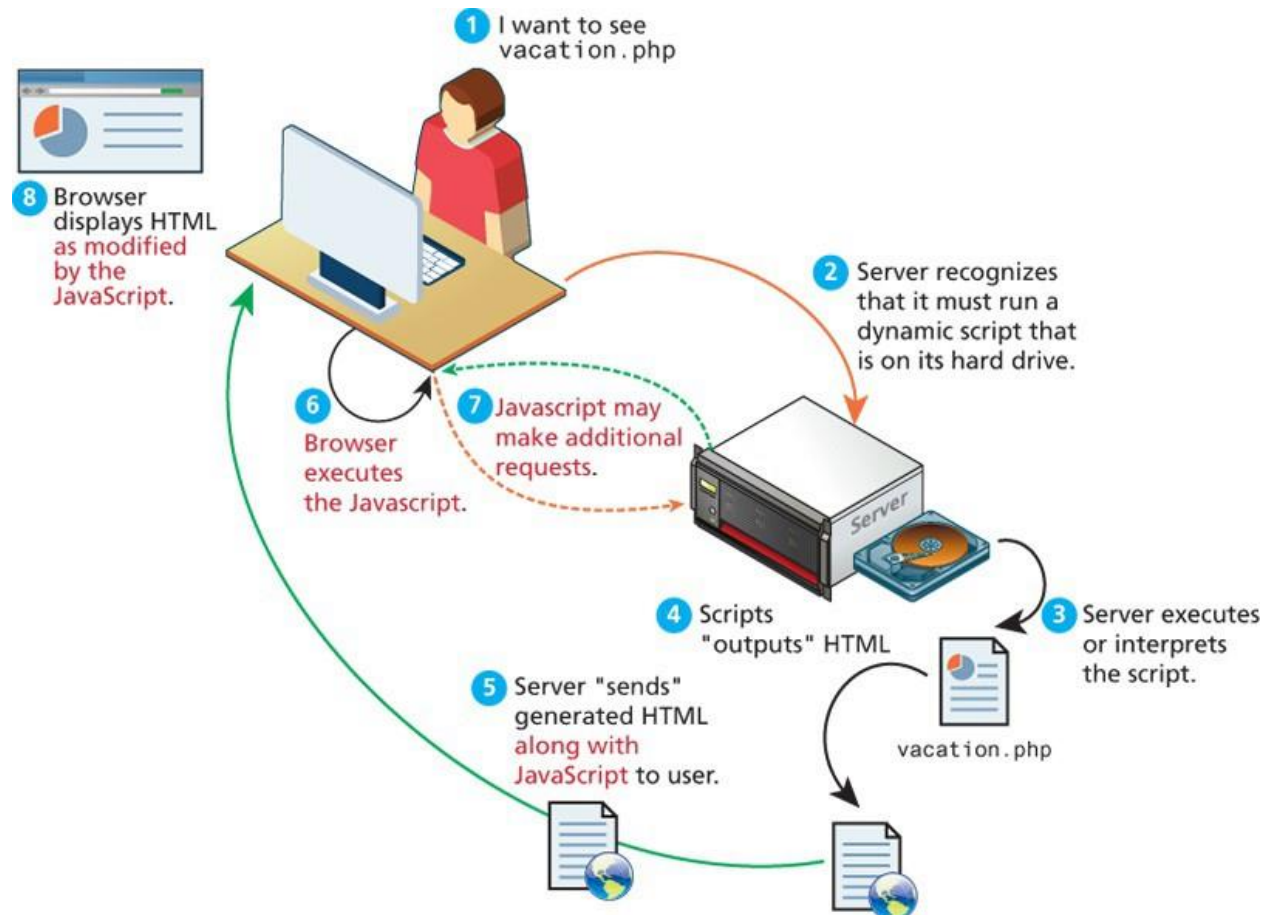 1 I want to see
vacation.php
8 Browser
displays HTML
as modified
by the
JavaScript.
2 Server recognizes
that it must run a
dynamic script that
is on its hard drive.
6
Browser
executes
the Javascript.
7 Javascript may
make additional
requests.
Server
4 Scripts
"outputs" HTML
3 Server executes
or interprets
the script.
vacation.php
5 Server "sends"
generated HTML
along with
JavaScript to user.